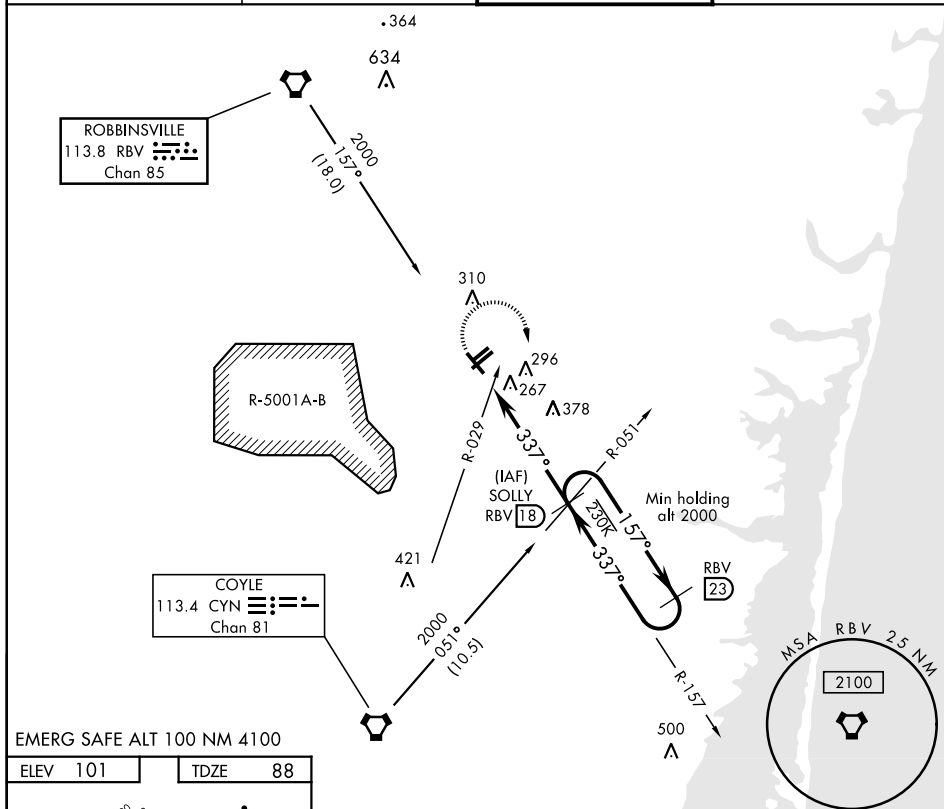 .364
634
ROBBINSVILLE
113.8 RBV
Chan 85
2000
157°
(18.0)
310
296
267
378
R-5001A-B
R-029
337°
R-051
(IAF)
SOLLY
RBV 18
230K
157°
Min holding
alt 2000
337°
RBV
23
421
COYLE
113.4 CYN
Chan 81
2000
051°
(10.5)
R-157
MSA RBV 25 NM
2100
500
EMERG SAFE ALT 100 NM 4100
ELEV 101
TDZE 88